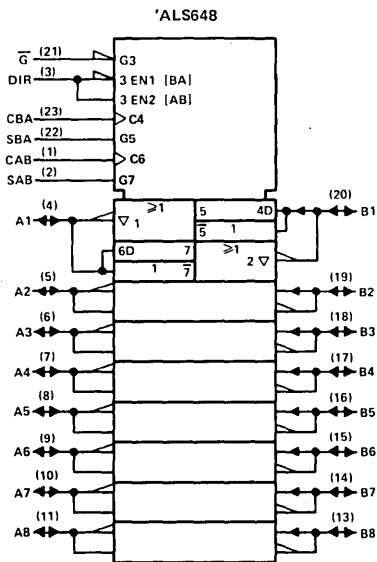 'ALS648
G̅ (21) G3
DIR (3) 3 EN1 [BA]
3 EN2 [AB]
CBA (23) C4
SBA (22) G5
CAB (1) C6
SAB (2) G7
A1 (4) ≥1 ▽ 1 5 4D (20) B1
5̅ 1
6D 7 ≥1
1 7̅ 2 ▽
A2 (5) (19) B2
A3 (6) (18) B3
A4 (7) (17) B4
A5 (8) (16) B5
A6 (9) (15) B6
A7 (10) (14) B7
A8 (11) (13) B8